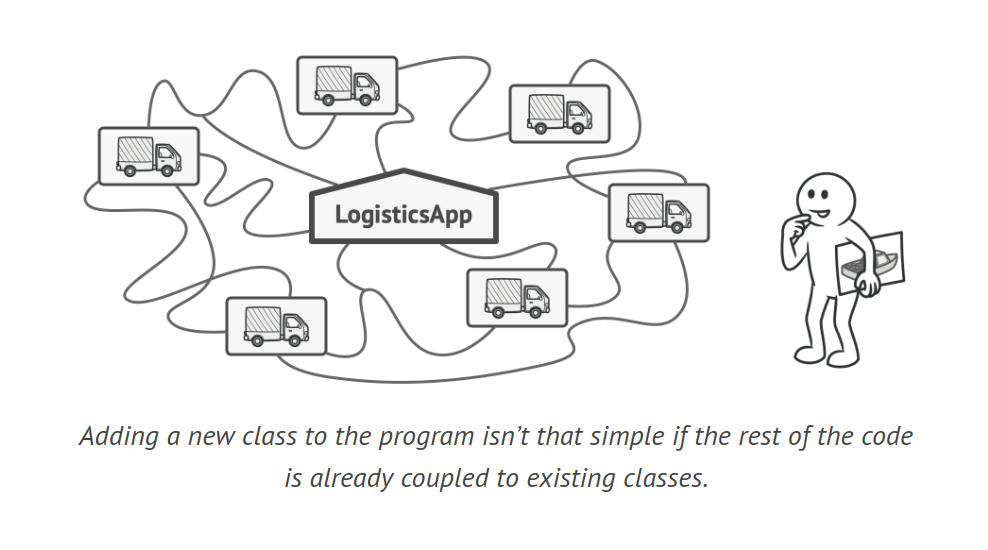 LogisticsApp
Adding a new class to the program isn’t that simple if the rest of the code
is already coupled to existing classes.